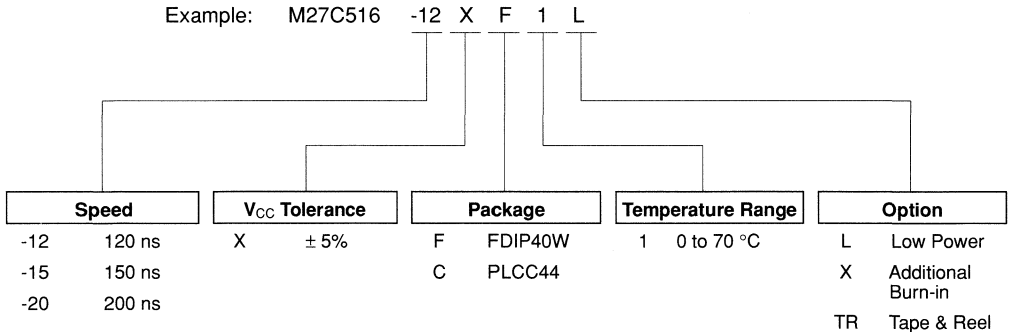 Example: M27C516 -12 X F 1 L
Speed
-12 120 ns
-15 150 ns
-20 200 ns
VCC Tolerance
X ± 5%
Package
F FDIP40W
C PLCC44
Temperature Range
1 0 to 70 °C
Option
L Low Power
X Additional
Burn-in
TR Tape & Reel